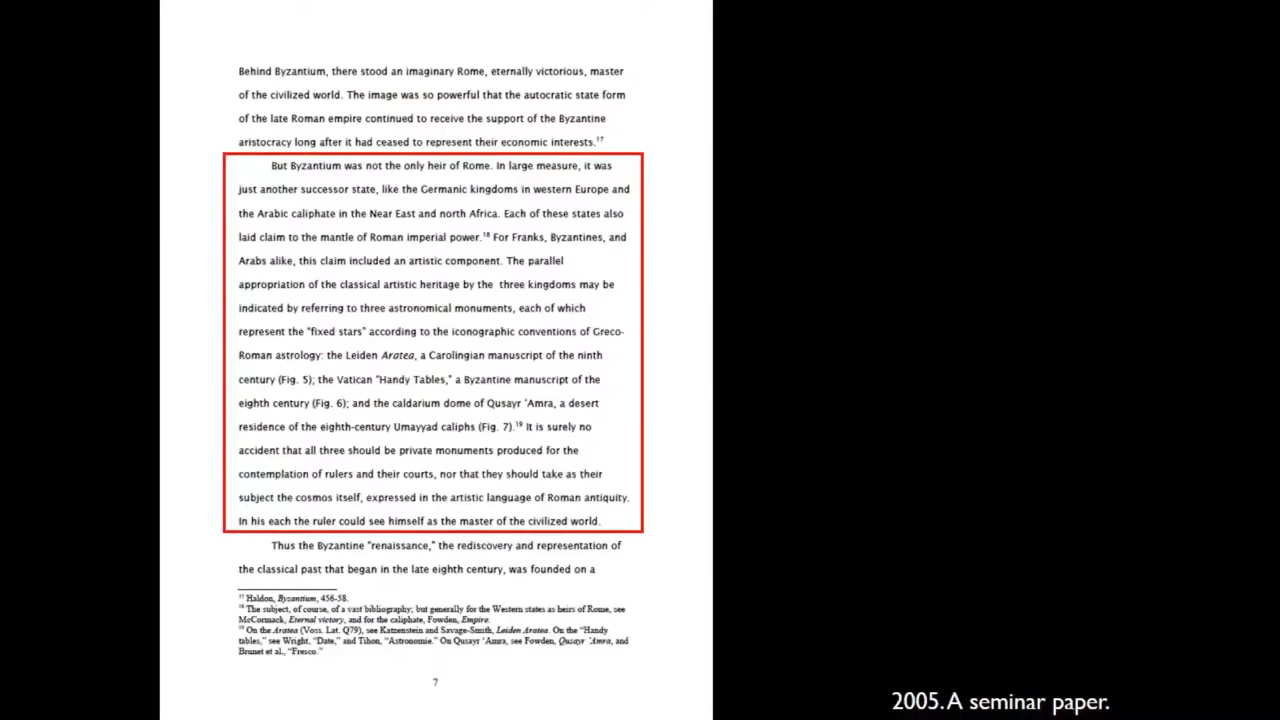 Behind Byzantium, there stood an imaginary Rome, eternally victorious, master
of the civilized world. The image was so powerful that the autocratic state form
of the late Roman empire continued to receive the support of the Byzantine
aristocracy long after it had ceased to represent their economic interests.17
But Byzantium was not the only heir of Rome. In large measure, it was
just another successor state, like the Germanic kingdoms in western Europe and
the Arabic caliphate in the Near East and north Africa. Each of these states also
laid claim to the mantle of Roman imperial power.18 For Franks, Byzantines, and
Arabs alike, this claim included an artistic component. The parallel
appropriation of the classical artistic heritage by the three kingdoms may be
indicated by referring to three astronomical monuments, each of which
represent the "fixed stars" according to the iconographic conventions of Greco-
Roman astrology: the Leiden Aratea, a Carolingian manuscript of the ninth
century (Fig. 5); the Vatican "Handy Tables," a Byzantine manuscript of the
eighth century (Fig. 6); and the caldarium dome of Qusayr 'Amra, a desert
residence of the eighth-century Umayyad caliphs (Fig. 7).19 It is surely no
accident that all three should be private monuments produced for the
contemplation of rulers and their courts, nor that they should take as their
subject the cosmos itself, expressed in the artistic language of Roman antiquity.
In his each the ruler could see himself as the master of the civilized world.
Thus the Byzantine "renaissance," the rediscovery and representation of
the classical past that began in the late eighth century, was founded on a
17 Haldon, Byzantium, 456-58.
18 The subject, of course, of a vast bibliography; but generally for the Western states as heirs of Rome, see
McCormack, Eternal victory, and for the caliphate, Fowden, Empire.
19 On the Aratea (Voss. Lat. Q79), see Katzenstein and Savage-Smith, Leiden Aratea. On the "Handy
tables," see Wright, "Date," and Tihon, "Astronomie." On Qusayr 'Amra, see Fowden, Qusayr 'Amra, and
Brunet et al., "Fresco."
7
2005. A seminar paper.